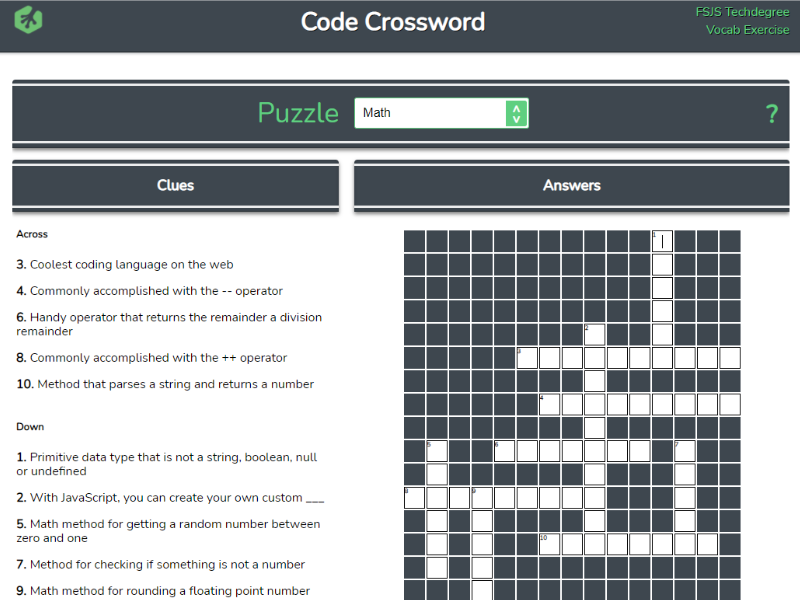 Code Crossword
FSJS Techdegree
Vocab Exercise
Puzzle
Math
?
Clues
Answers
Across
3. Coolest coding language on the web
4. Commonly accomplished with the -- operator
6. Handy operator that returns the remainder a division
remainder
8. Commonly accomplished with the ++ operator
10. Method that parses a string and returns a number
Down
1. Primitive data type that is not a string, boolean, null
or undefined
2. With JavaScript, you can create your own custom ___
5. Math method for getting a random number between
zero and one
7. Method for checking if something is not a number
9. Math method for rounding a floating point number
1
2
3
4
5
6
7
8
9
10